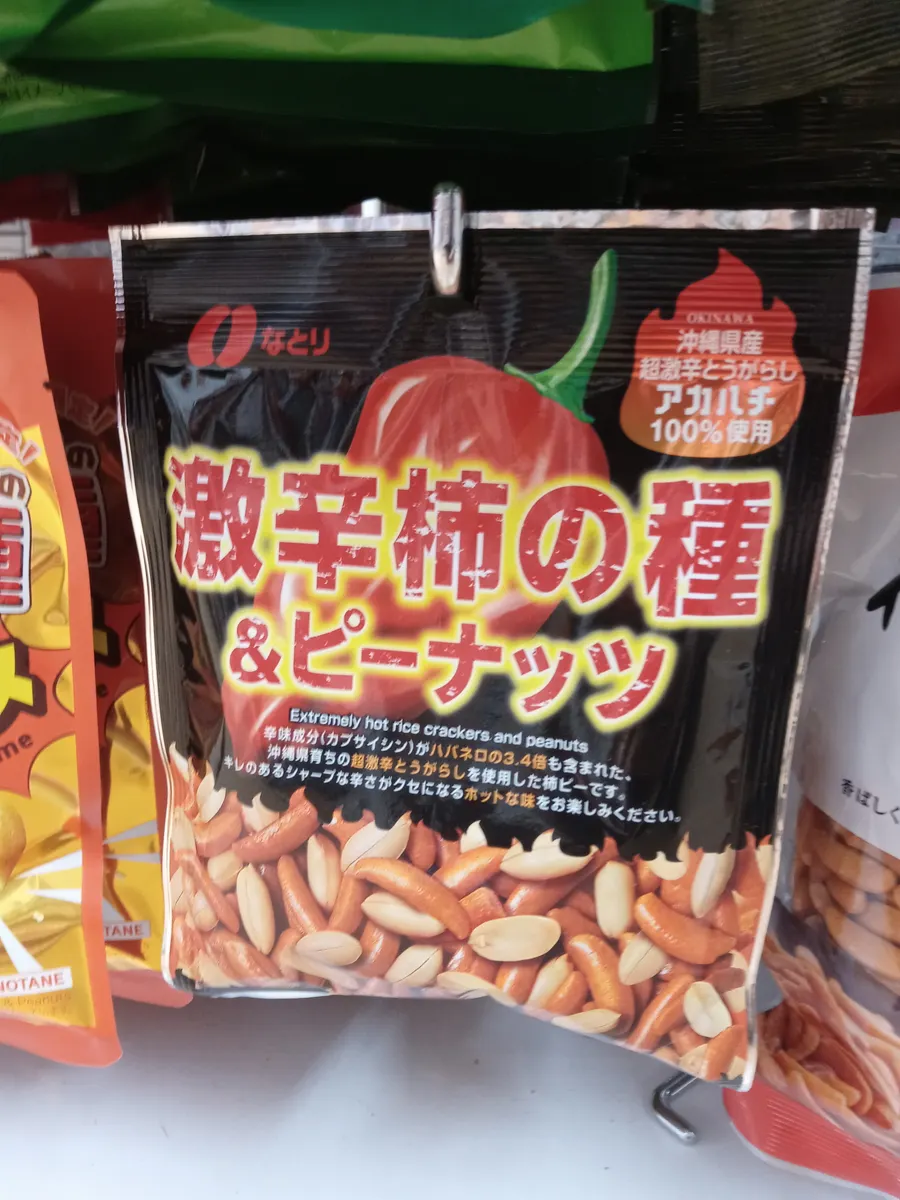 なとり
OKINAWA
沖縄県産
超激辛とうがらし
アカハチ
100%使用
激辛柿の種
&ピーナッツ
Extremely hot rice crackers and peanuts
辛味成分(カプサイシン)がハバネロの3.4倍も含まれた。
沖縄県育ちの超激辛とうがらしを使用した柿ピーです。
キレのあるシャープな辛さがクセになるホットな味をお楽しみください。
NOTANE
TANE
香ばしく